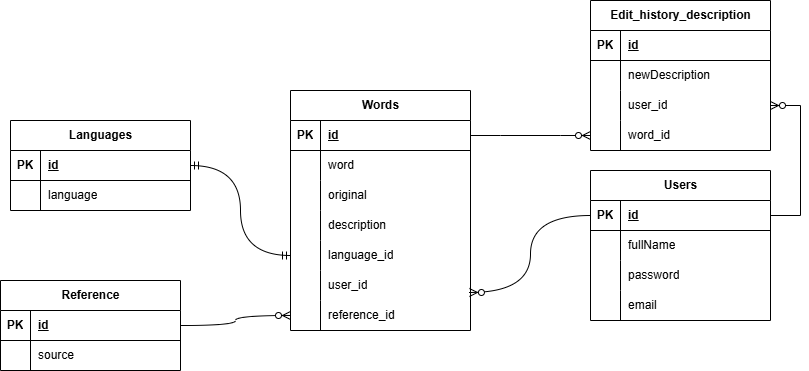 Edit_history_description
PK id
newDescription
user_id
word_id
Words
PK id
word
original
description
language_id
user_id
reference_id
Languages
PK id
language
Users
PK id
fullName
password
email
Reference
PK id
source